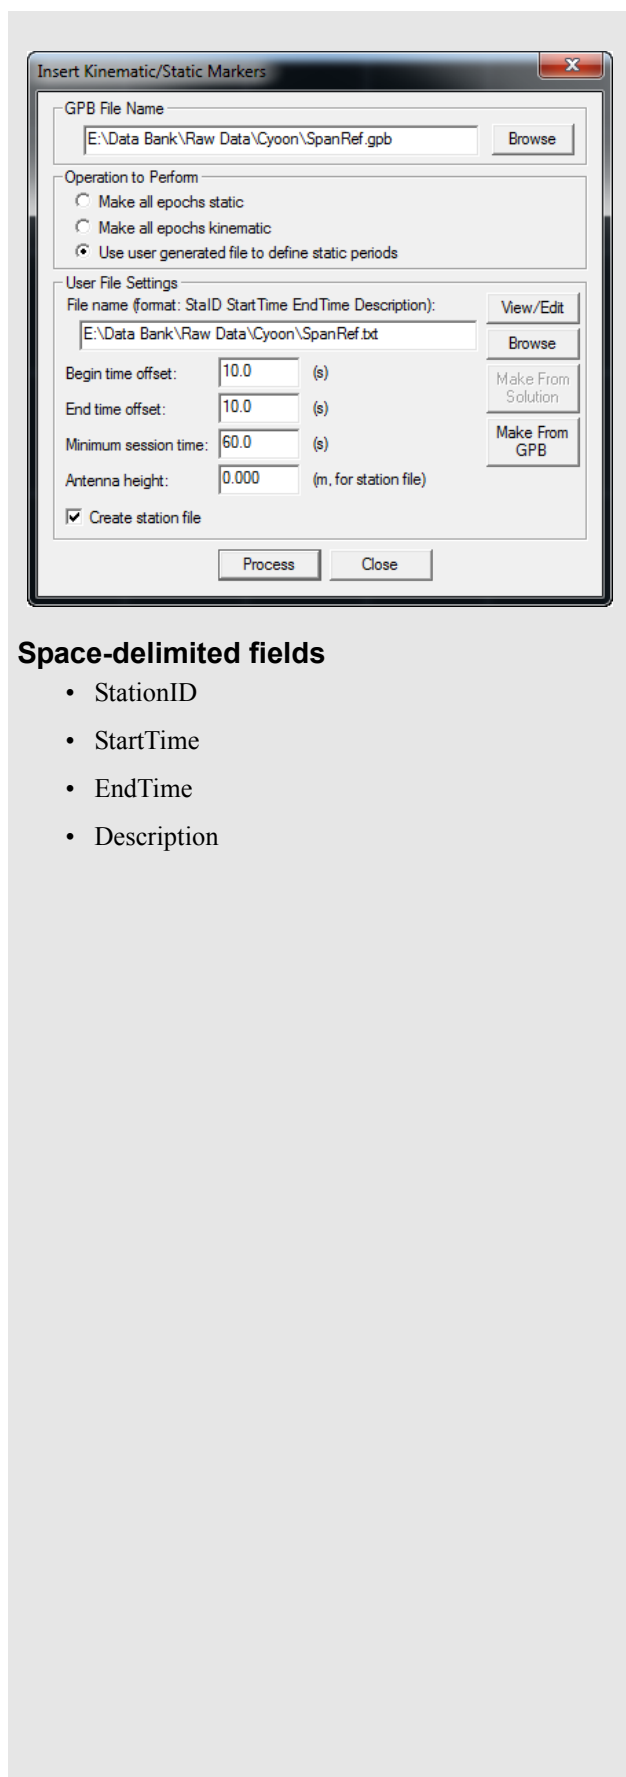 Insert Kinematic/Static Markers
GPB File Name
E:\Data Bank\Raw Data\Cyoon\SpanRef.gpb
Browse
Operation to Perform
Make all epochs static
Make all epochs kinematic
Use user generated file to define static periods
User File Settings
File name (format: StaID StartTime EndTime Description):
View/Edit
E:\Data Bank\Raw Data\Cyoon\SpanRef.txt
Browse
Begin time offset: 10.0 (s)
Make From
Solution
End time offset: 10.0 (s)
Minimum session time: 60.0 (s)
Make From
GPB
Antenna height: 0.000 (m, for station file)
Create station file
Process Close
Space-delimited fields
• StationID
• StartTime
• EndTime
• Description